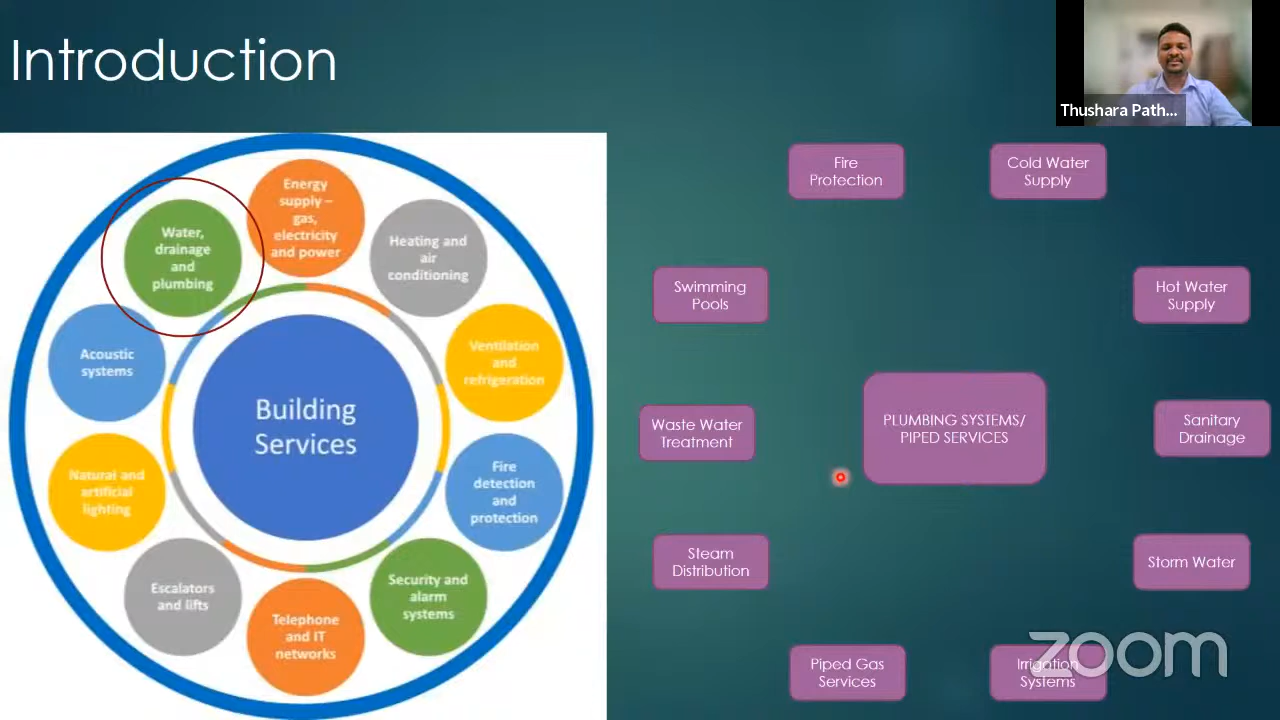 Introduction
Thushara Path...
Energy
supply –
gas,
electricity
and power
Heating and
air
conditioning
Ventilation
and
refrigeration
Fire
detection
and
protection
Security and
alarm
systems
Telephone
and IT
networks
Escalators
and lifts
Natural and
artificial
lighting
Acoustic
systems
Water,
drainage
and
plumbing
Building
Services
Fire
Protection
Cold Water
Supply
Swimming
Pools
Hot Water
Supply
Waste Water
Treatment
PLUMBING SYSTEMS/
PIPED SERVICES
Sanitary
Drainage
Steam
Distribution
Storm Water
Piped Gas
Services
Irrigation
Systems
zoom